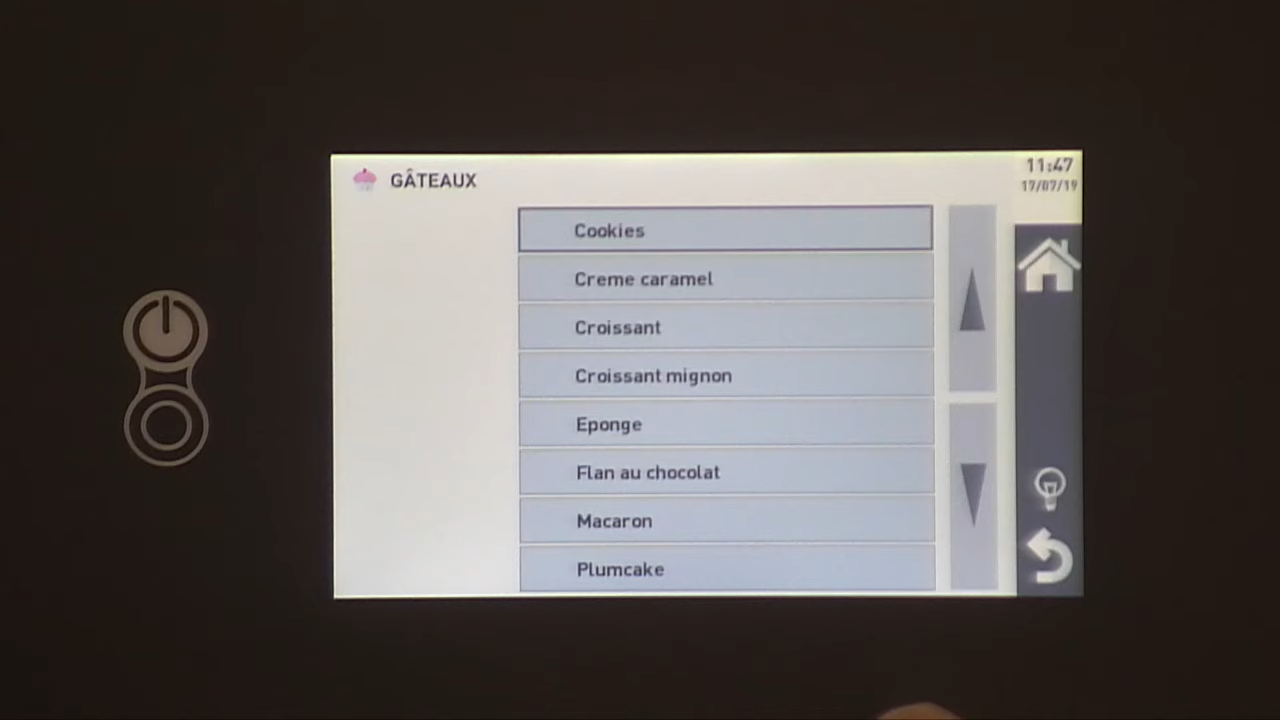 GÂTEAUX
11:47
17/07/19
Cookies
Creme caramel
Croissant
Croissant mignon
Eponge
Flan au chocolat
Macaron
Plumcake